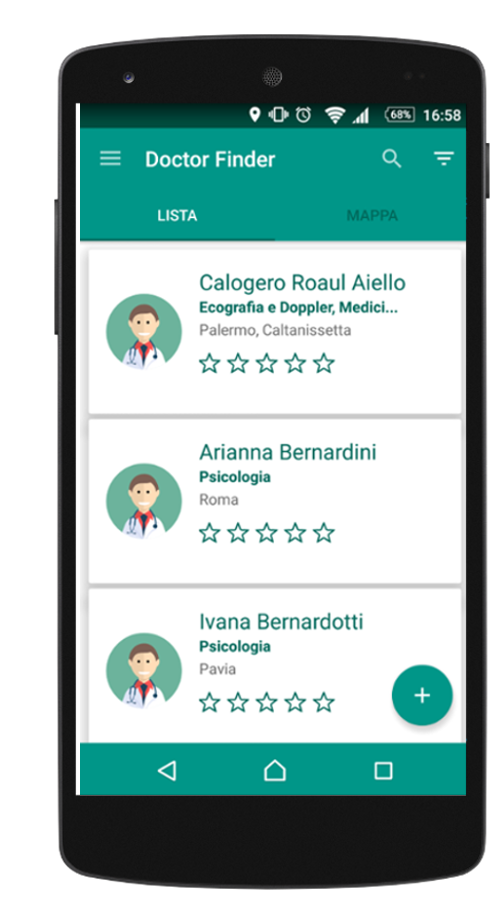 68% 16:58
Doctor Finder
LISTA MAPPA
Calogero Roaul Aiello
Ecografia e Doppler, Medici...
Palermo, Caltanissetta
Arianna Bernardini
Psicologia
Roma
Ivana Bernardotti
Psicologia
Pavia
+